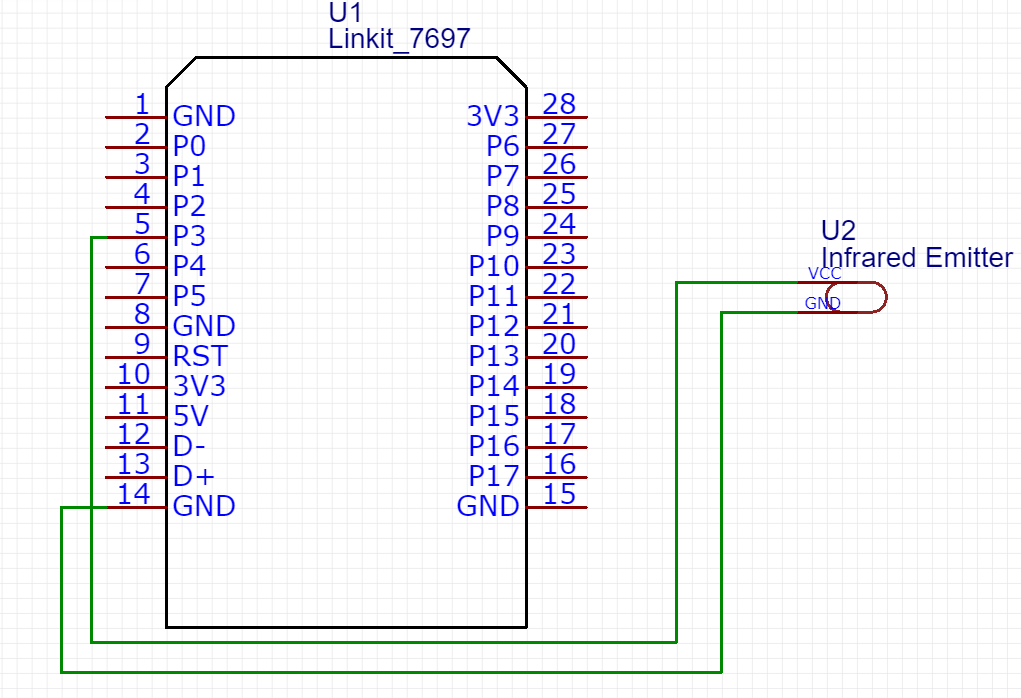 U1
Linkit_7697
1 GND 3V3 28
2 P0 P6 27
3 P1 P7 26
4 P2 P8 25
5 P3 P9 24
6 P4 P10 23
7 P5 P11 22
8 GND P12 21
9 RST P13 20
10 3V3 P14 19
11 5V P15 18
12 D- P16 17
13 D+ P17 16
14 GND GND 15
U2
Infrared Emitter
VCC
GND